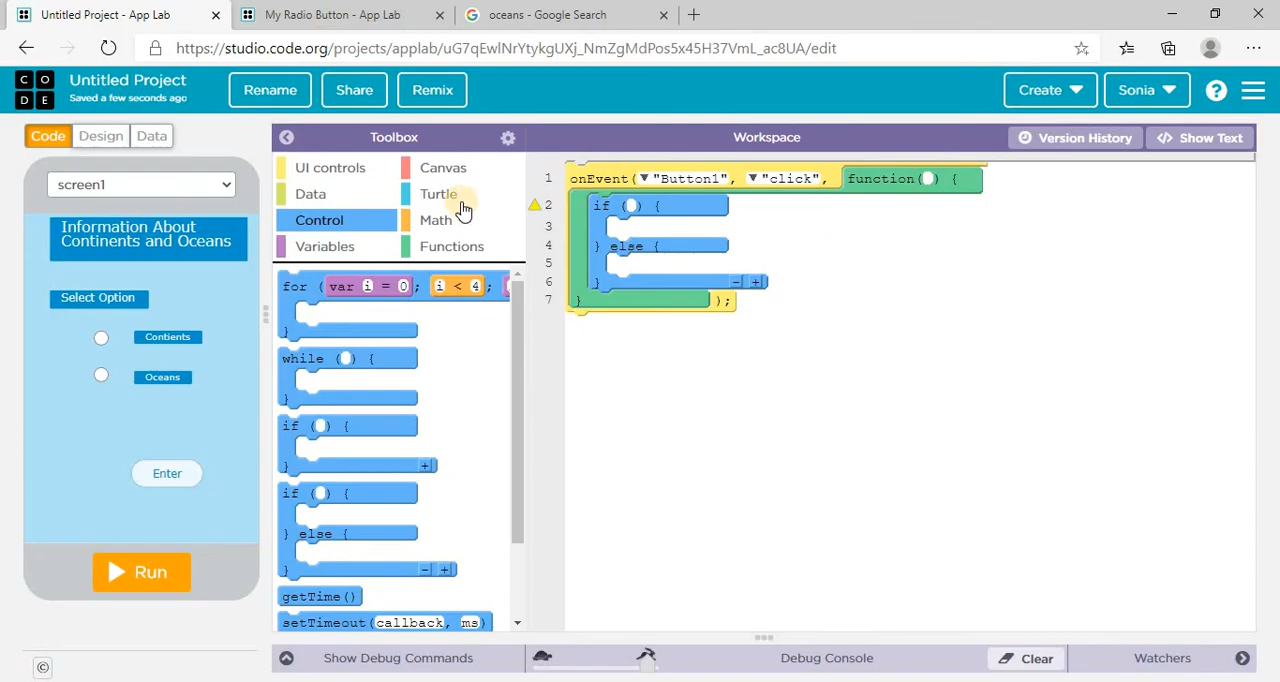 Untitled Project - App Lab
My Radio Button - App Lab
oceans - Google Search
https://studio.code.org/projects/applab/uG7qEwlNrYtykgUXj_NmZgMdPos5x45H37VmL_ac8UA/edit
C O
D E
Untitled Project
Saved a few seconds ago
Rename
Share
Remix
Create
Sonia
?
Code
Design
Data
Toolbox
Workspace
Version History
</> Show Text
screen1
Information About
Continents and Oceans
Select Option
Contients
Oceans
Enter
Run
UI controls
Canvas
Data
Turtle
Control
Math
Variables
Functions
for ( var i = 0; i < 4;
}
while ( ) {
}
if ( ) {
} +
if ( ) {
} else {
} - +
getTime()
setTimeout(callback, ms)
1 onEvent( "Button1", "click", function( ) {
2 if ( ) {
3
4 } else {
5
6 } - +
7 } );
©
Show Debug Commands
Debug Console
Clear
Watchers